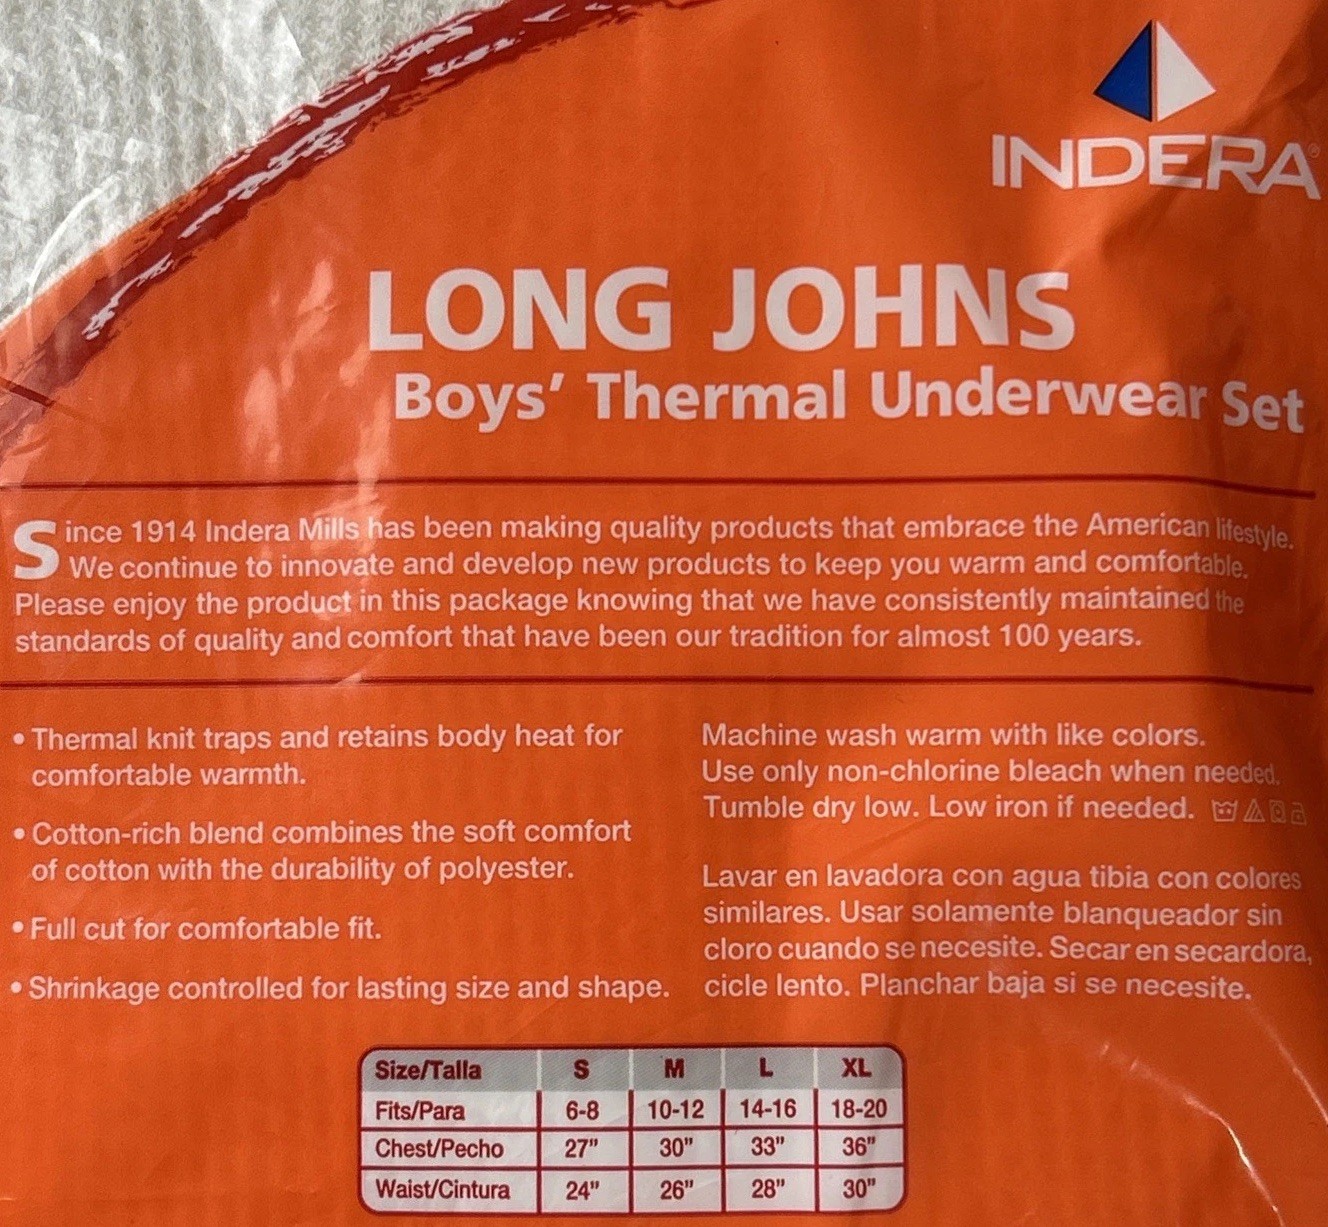 INDERA®
LONG JOHNS
Boys’ Thermal Underwear Set
Since 1914 Indera Mills has been making quality products that embrace the American lifestyle.
We continue to innovate and develop new products to keep you warm and comfortable.
Please enjoy the product in this package knowing that we have consistently maintained the
standards of quality and comfort that have been our tradition for almost 100 years.
• Thermal knit traps and retains body heat for
comfortable warmth.
• Cotton-rich blend combines the soft comfort
of cotton with the durability of polyester.
• Full cut for comfortable fit.
• Shrinkage controlled for lasting size and shape.
Machine wash warm with like colors.
Use only non-chlorine bleach when needed.
Tumble dry low. Low iron if needed.
Lavar en lavadora con agua tibia con colores
similares. Usar solamente blanqueador sin
cloro cuando se necesite. Secar en secardora,
cicle lento. Planchar baja si se necesite.
Size/Talla S M L XL
Fits/Para 6-8 10-12 14-16 18-20
Chest/Pecho 27” 30” 33” 36”
Waist/Cintura 24” 26” 28” 30”